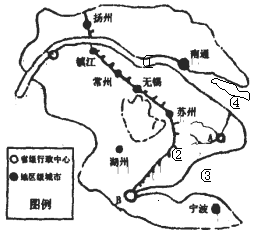 扬州
镇江
①
南通
常州
无锡
④
苏州
A
湖州
②
③
B
宁波
省级行政中心
地区级城市
图例